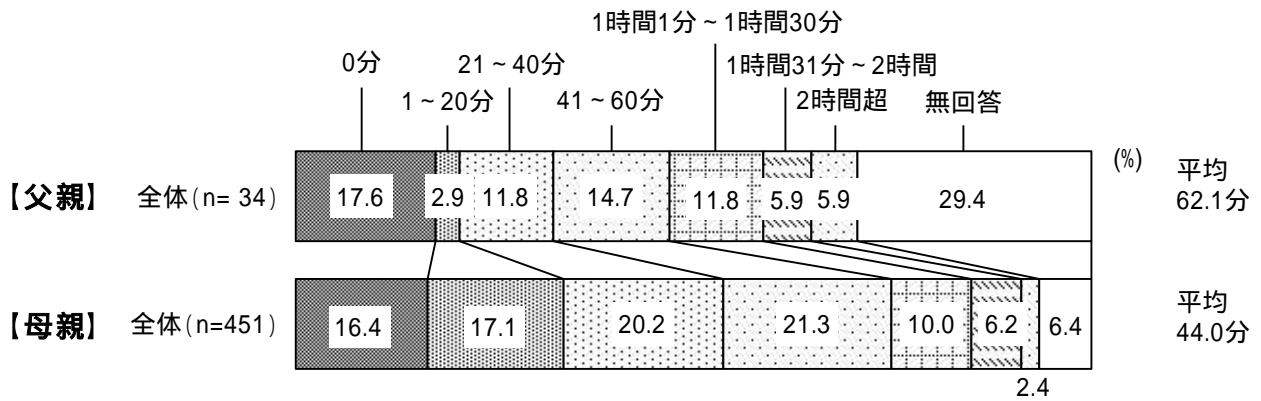 1時間1分～1時間30分
0分
21～40分
1時間31分～2時間
1～20分
41～60分
2時間超
無回答
(%)
【父親】 全体(n= 34)
17.6 2.9 11.8 14.7 11.8 5.9 5.9 29.4
平均
62.1分
【母親】 全体(n=451)
16.4 17.1 20.2 21.3 10.0 6.2 6.4
2.4
平均
44.0分